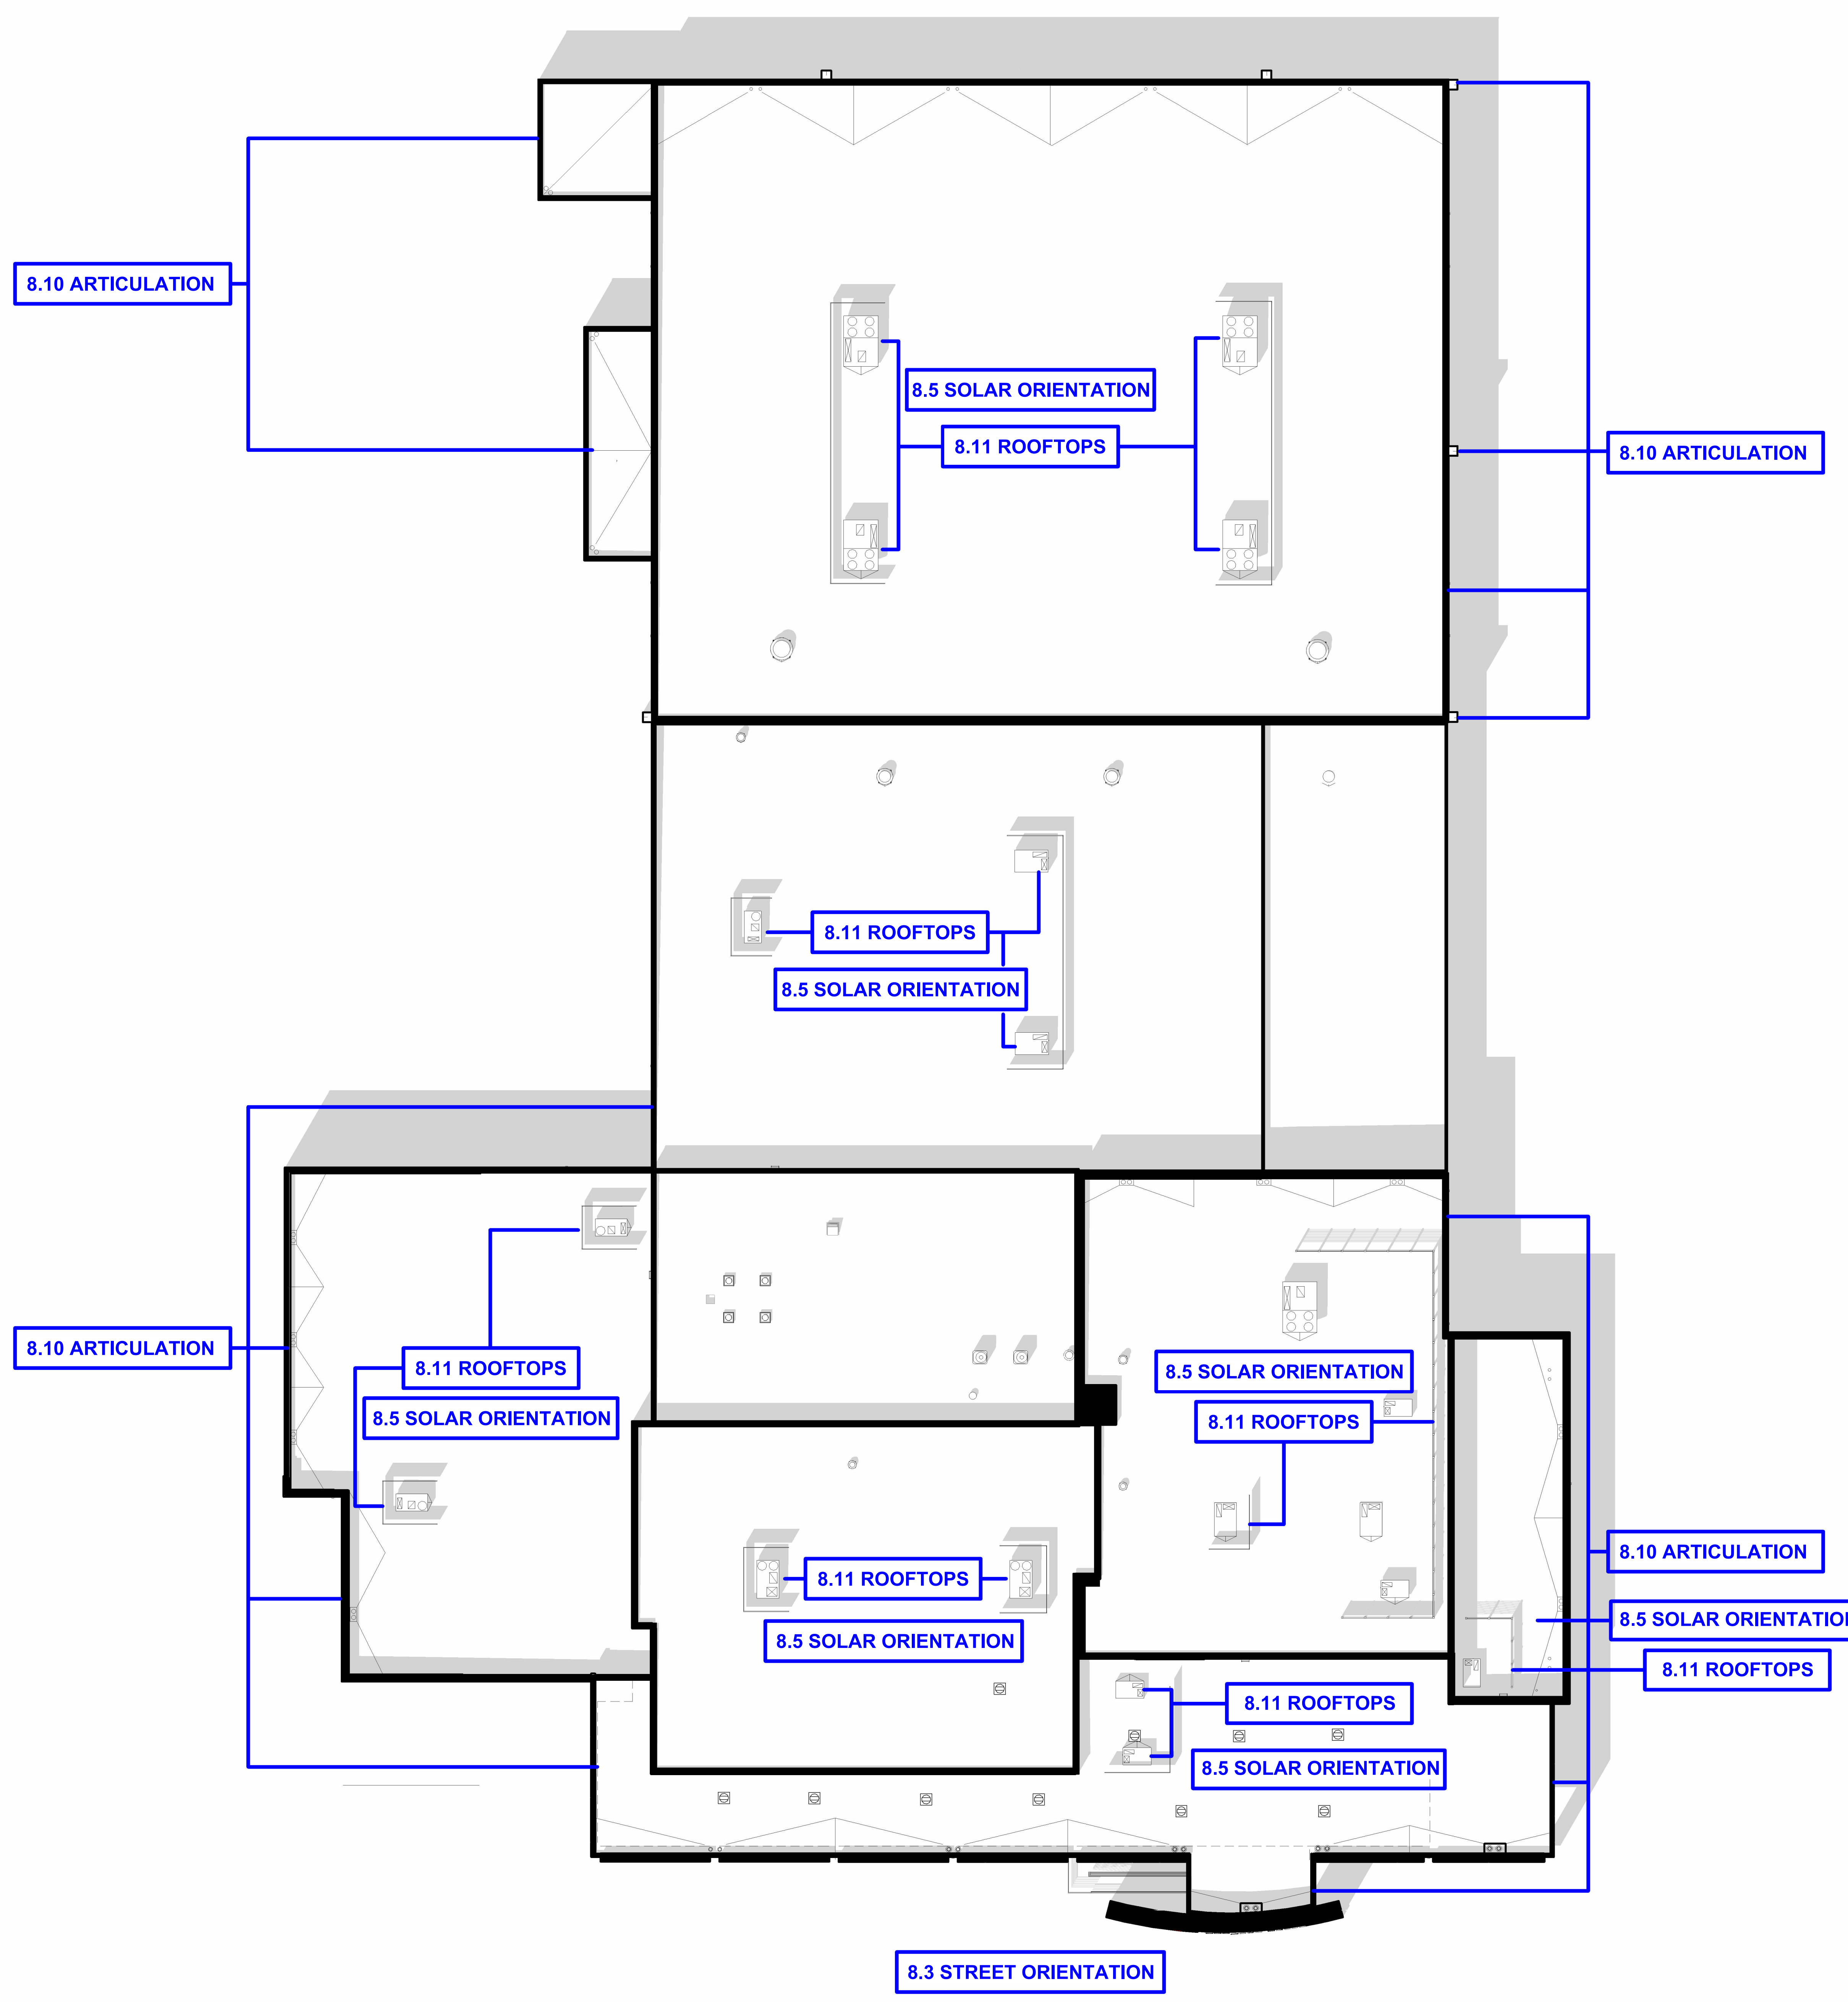 8.10 ARTICULATION
8.5 SOLAR ORIENTATION
8.11 ROOFTOPS
8.10 ARTICULATION
8.11 ROOFTOPS
8.5 SOLAR ORIENTATION
8.10 ARTICULATION
8.11 ROOFTOPS
8.5 SOLAR ORIENTATION
8.5 SOLAR ORIENTATION
8.11 ROOFTOPS
8.10 ARTICULATION
8.11 ROOFTOPS
8.5 SOLAR ORIENTATION
8.5 SOLAR ORIENTATIO
8.11 ROOFTOPS
8.11 ROOFTOPS
8.5 SOLAR ORIENTATION
8.3 STREET ORIENTATION